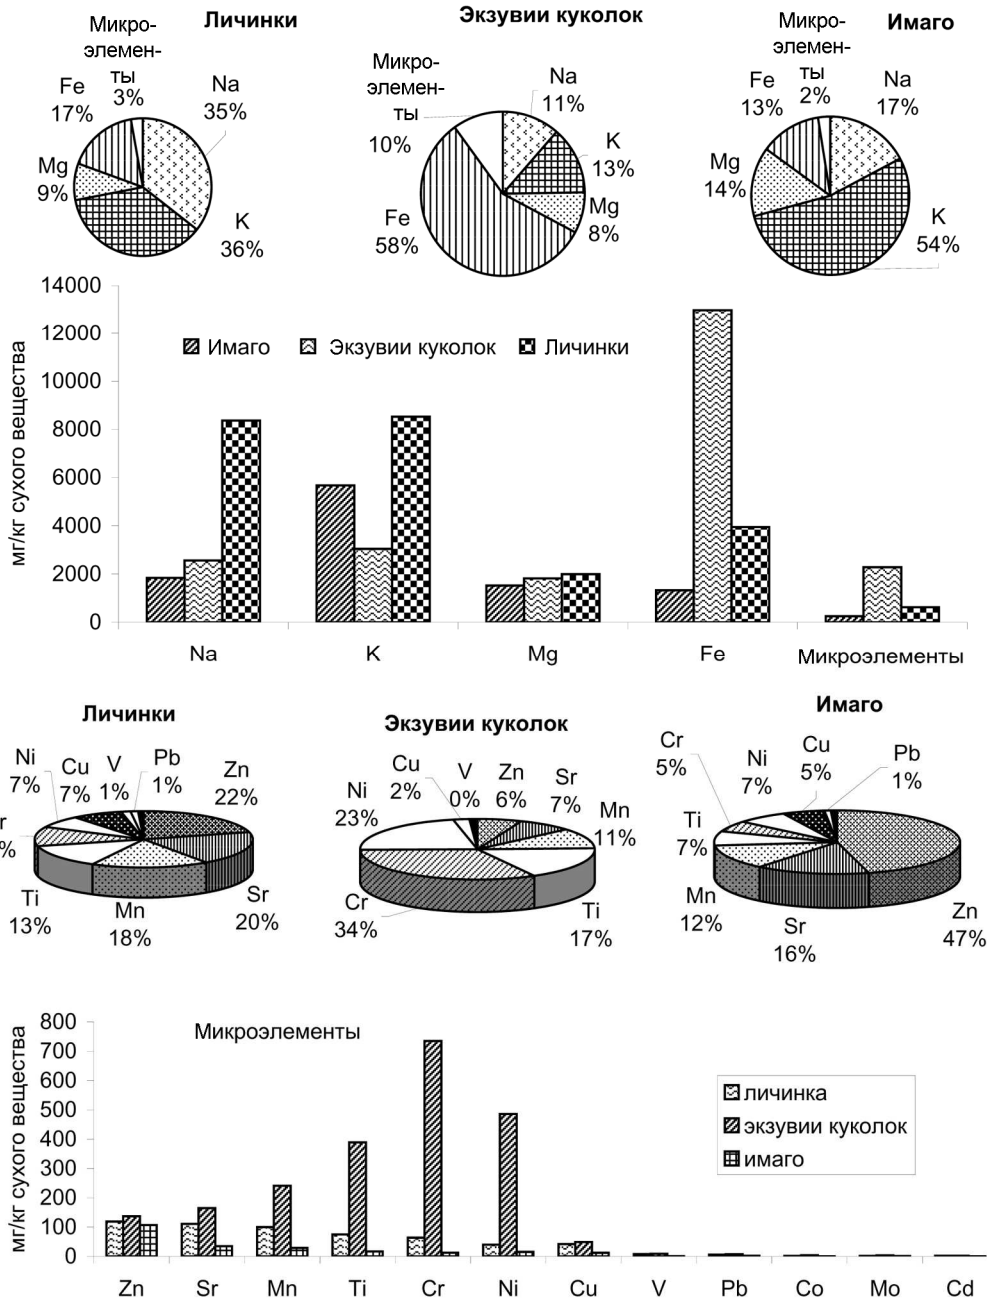 Личинки
Микро-
элемен-
ты
3%
Fe
17%
Na
35%
Mg
9%
K
36%
Экзувии куколок
Микро-
элемен-
ты
10%
Na
11%
K
13%
Mg
8%
Fe
58%
Имаго
Микро-
элемен-
ты
2%
Fe
13%
Na
17%
Mg
14%
K
54%
мг/кг сухого вещества
14000
12000
10000
8000
6000
4000
2000
0
Имаго Экзувии куколок Личинки
Na K Mg Fe Микроэлементы
Личинки
Ni
7%
Cu
7%
V
1%
Pb
1%
Zn
22%
r
%
Ti
13%
Mn
18%
Sr
20%
Экзувии куколок
Ni
23%
Cu
2%
V
0%
Zn
6%
Sr
7%
Mn
11%
Cr
34%
Ti
17%
Имаго
Cr
5%
Ni
7%
Cu
5%
Pb
1%
Ti
7%
Mn
12%
Sr
16%
Zn
47%
мг/кг сухого вещества
800
700
600
500
400
300
200
100
0
Микроэлементы
личинка
экзувии куколок
имаго
Zn Sr Mn Ti Cr Ni Cu V Pb Co Mo Cd